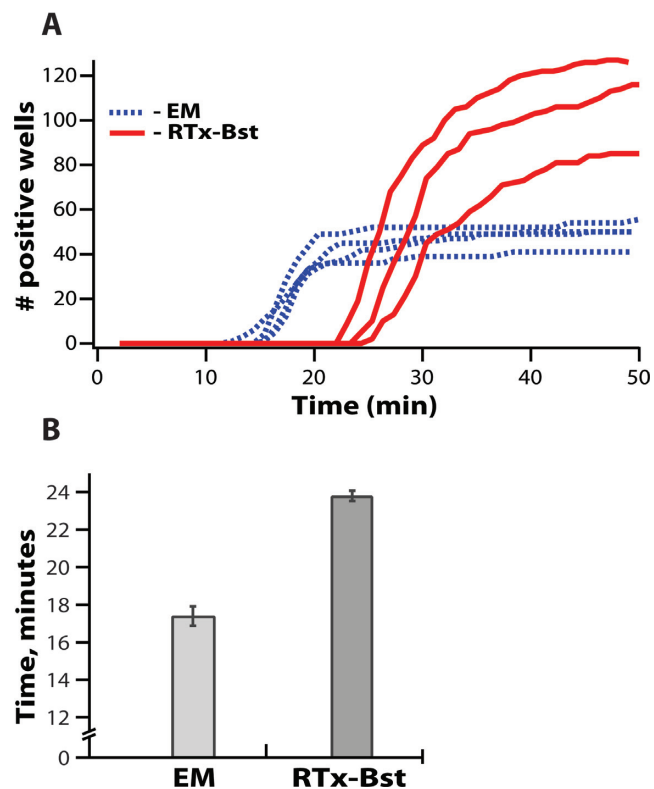 A
120
100
80
60
40
20
0
# positive wells
- EM
- RTx-Bst
0 10 20 30 40 50
Time (min)
B
24
22
20
18
16
14
12
0
Time, minutes
EM RTx-Bst